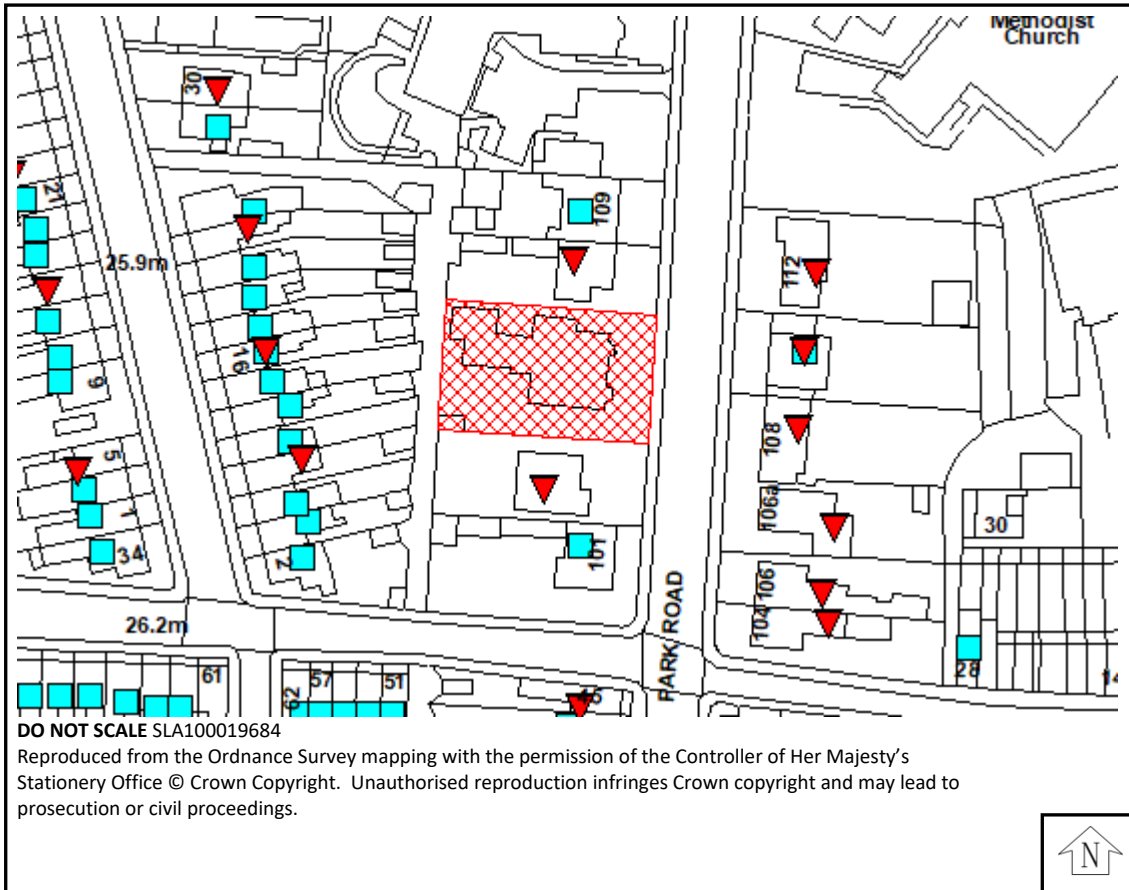 Methodist
Church
30
21
109
25.9m
112
16
9
108
5
106a
1
30
34
2
101
106
26.2m
PARK ROAD
104
61
62
57
51
45
28
14
DO NOT SCALE SLA100019684
Reproduced from the Ordnance Survey mapping with the permission of the Controller of Her Majesty's
Stationery Office © Crown Copyright. Unauthorised reproduction infringes Crown copyright and may lead to
prosecution or civil proceedings.
N